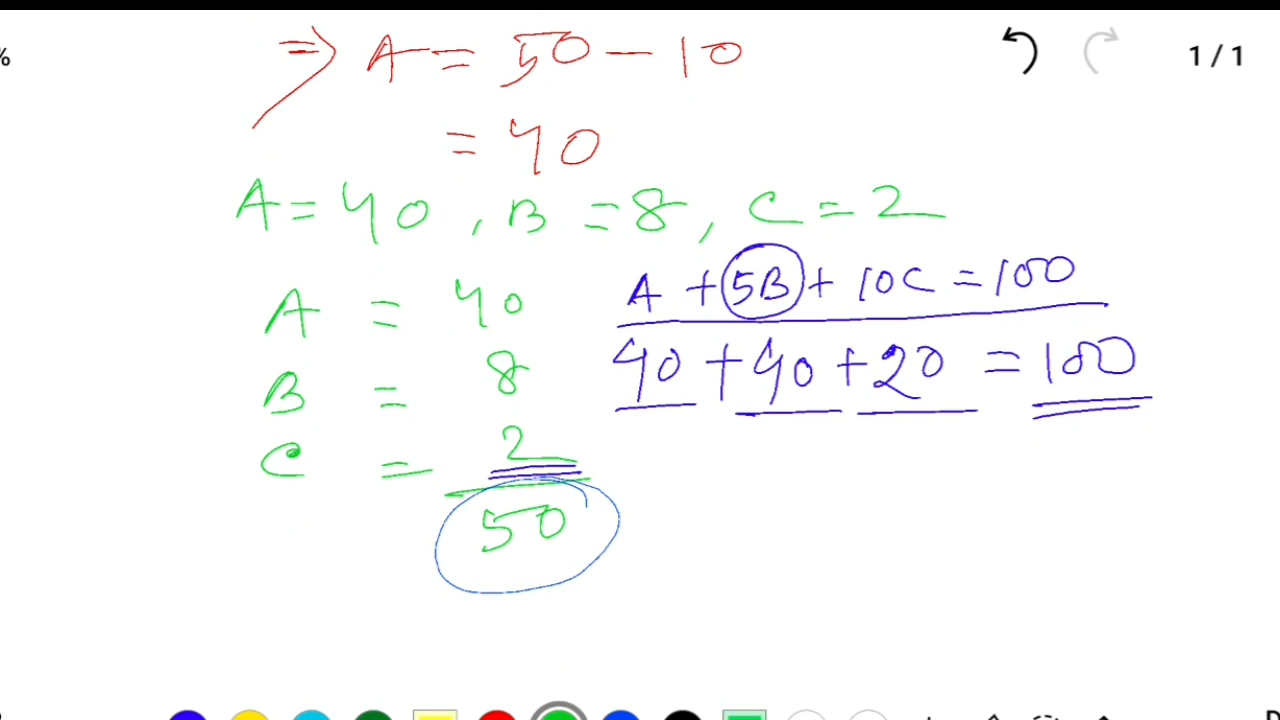 %
1 / 1
⇒ A = 50 - 10
= 40
A = 40, B = 8, C = 2
A = 40
B = 8
C = 2
50
A + 5B + 10C = 100
40 + 40 + 20 = 100